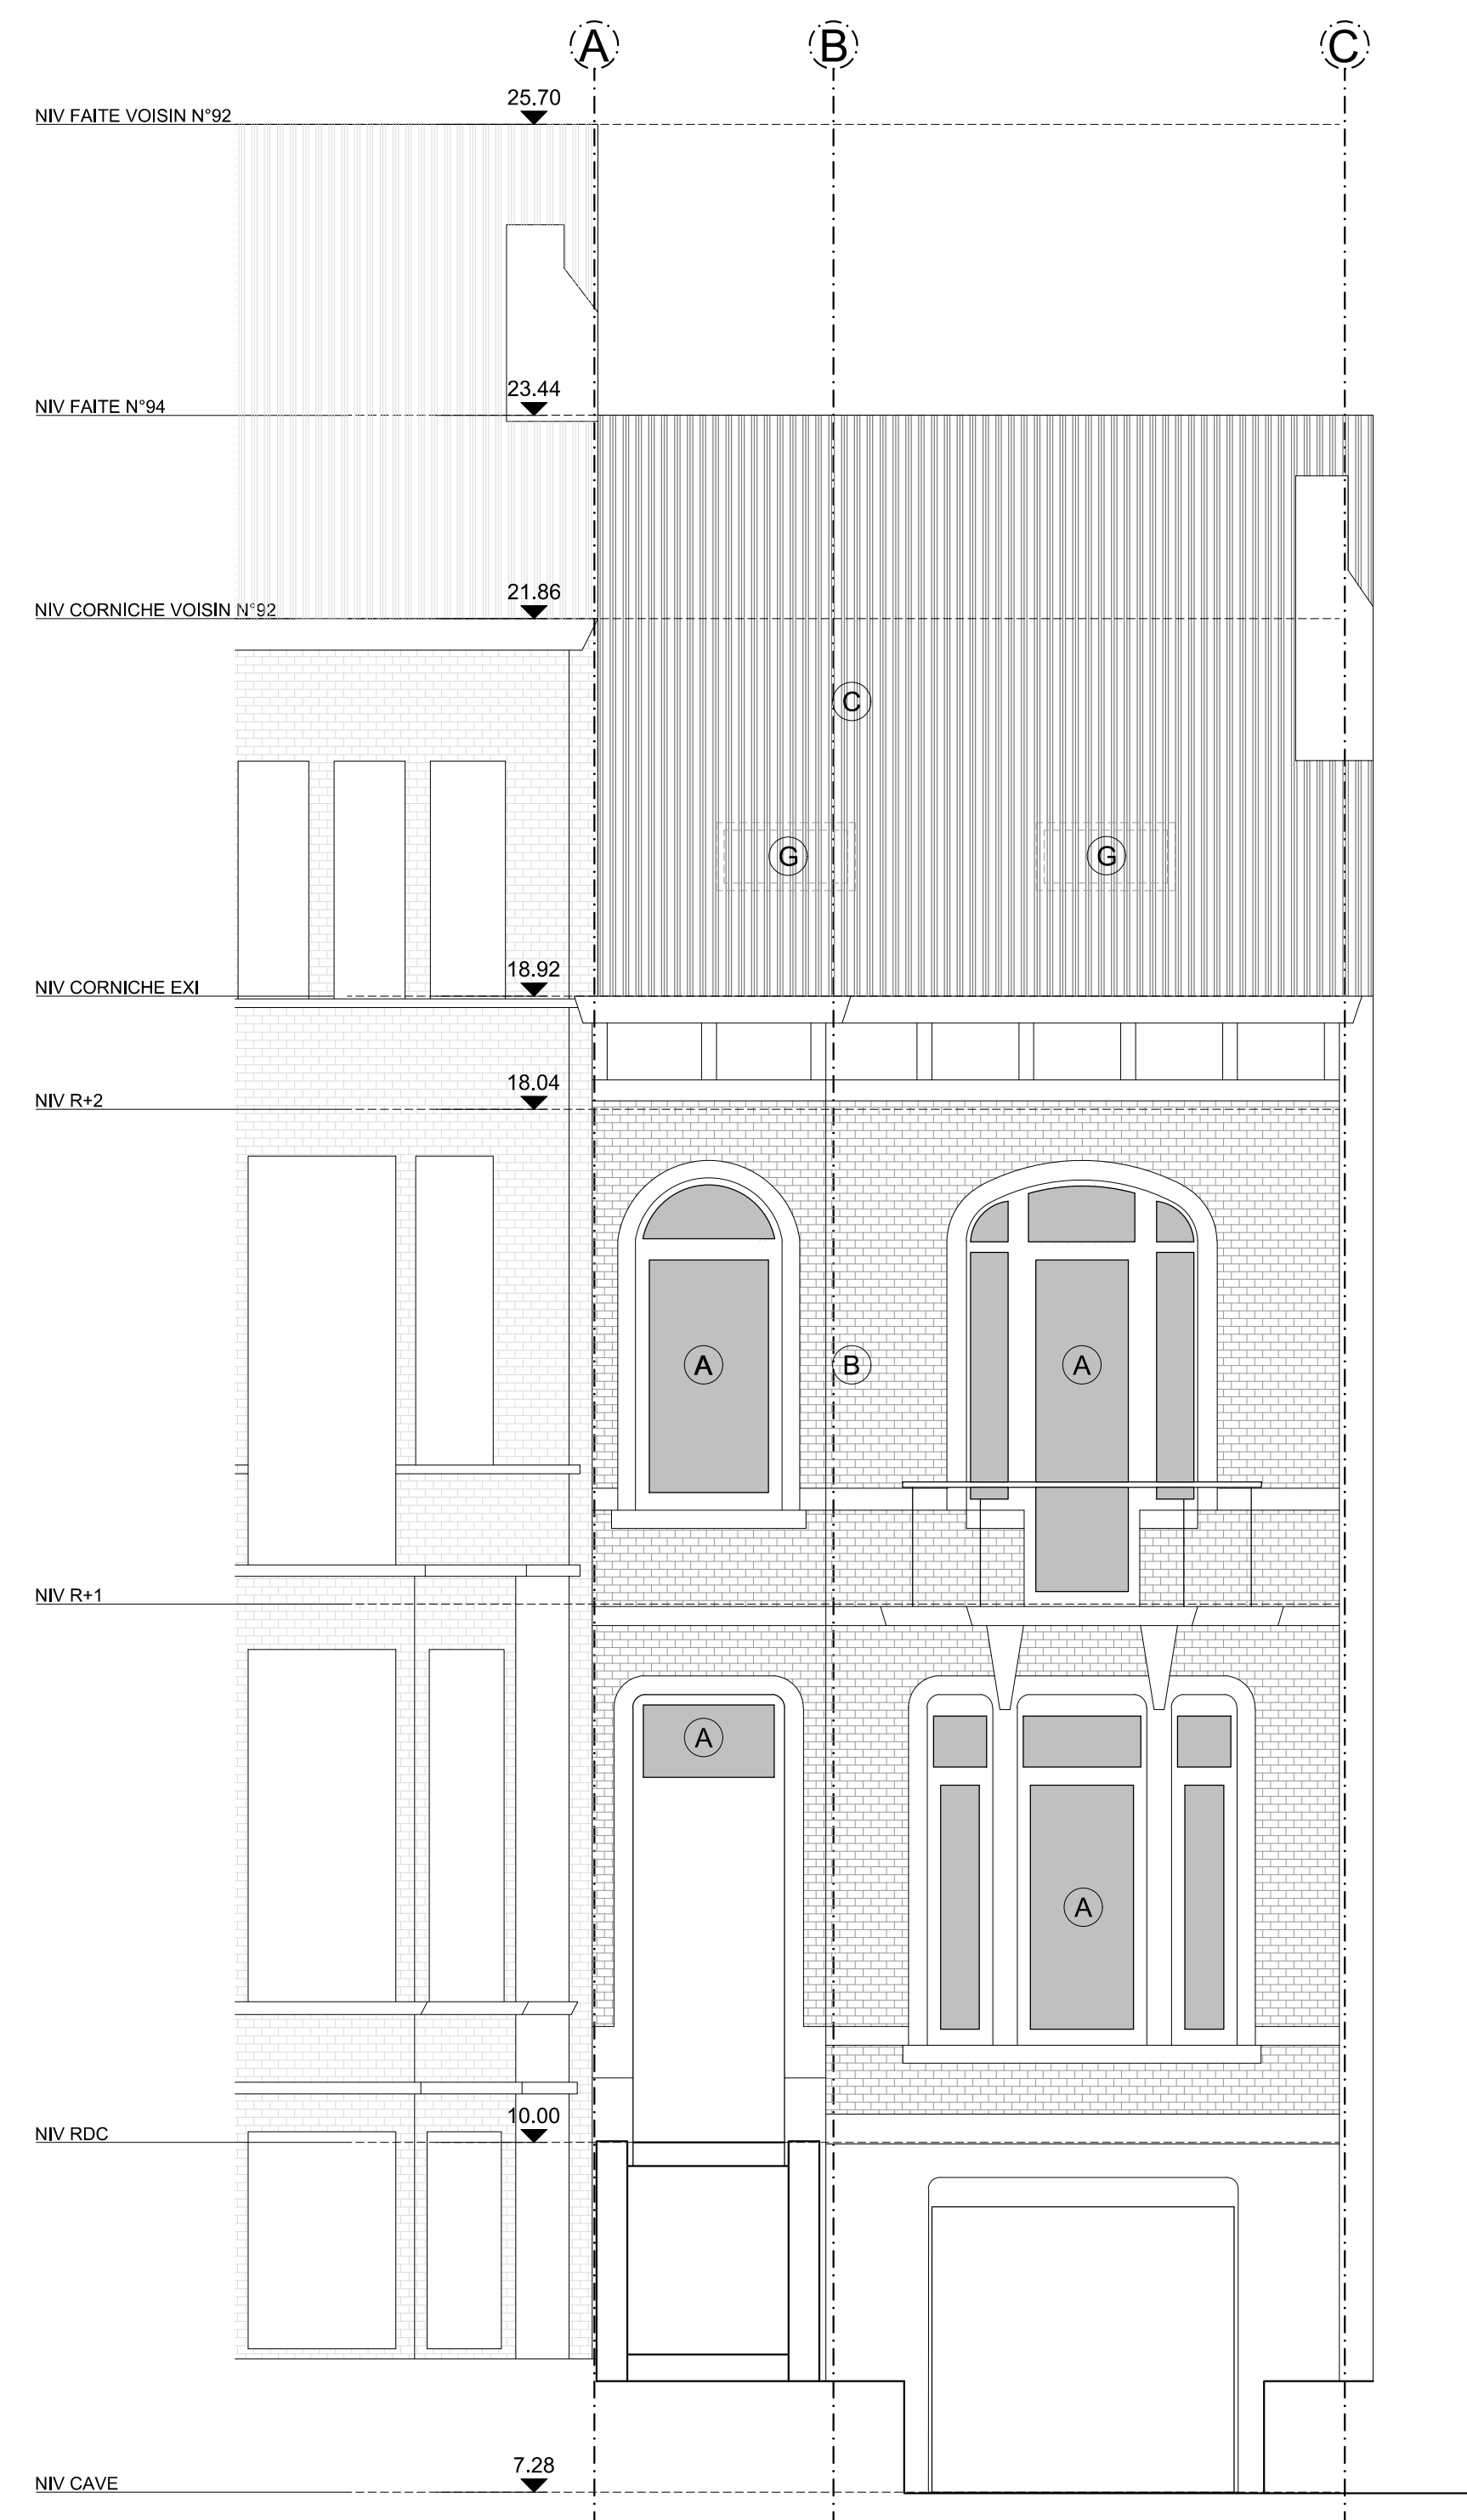 A B C
25.70
NIV FAITE VOISIN N°92
23.44
NIV FAITE N°94
21.86
NIV CORNICHE VOISIN N°92
C
G G
18.92
NIV CORNICHE EXI
18.04
NIV R+2
A B A
NIV R+1
A
A
10.00
NIV RDC
7.28
NIV CAVE